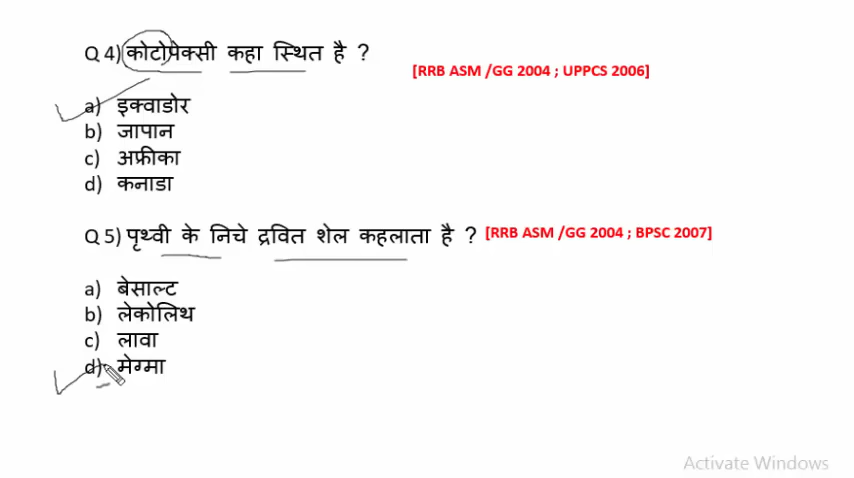 Q 4) कोटोपेक्सी कहा स्थित है ?
[RRB ASM /GG 2004 ; UPPCS 2006]
a) इक्वाडोर
b) जापान
c) अफ्रीका
d) कनाडा
Q 5) पृथ्वी के निचे द्रवित शेल कहलाता है ? [RRB ASM /GG 2004 ; BPSC 2007]
a) बेसाल्ट
b) लेकोलिथ
c) लावा
d) मेग्मा
Activate Windows